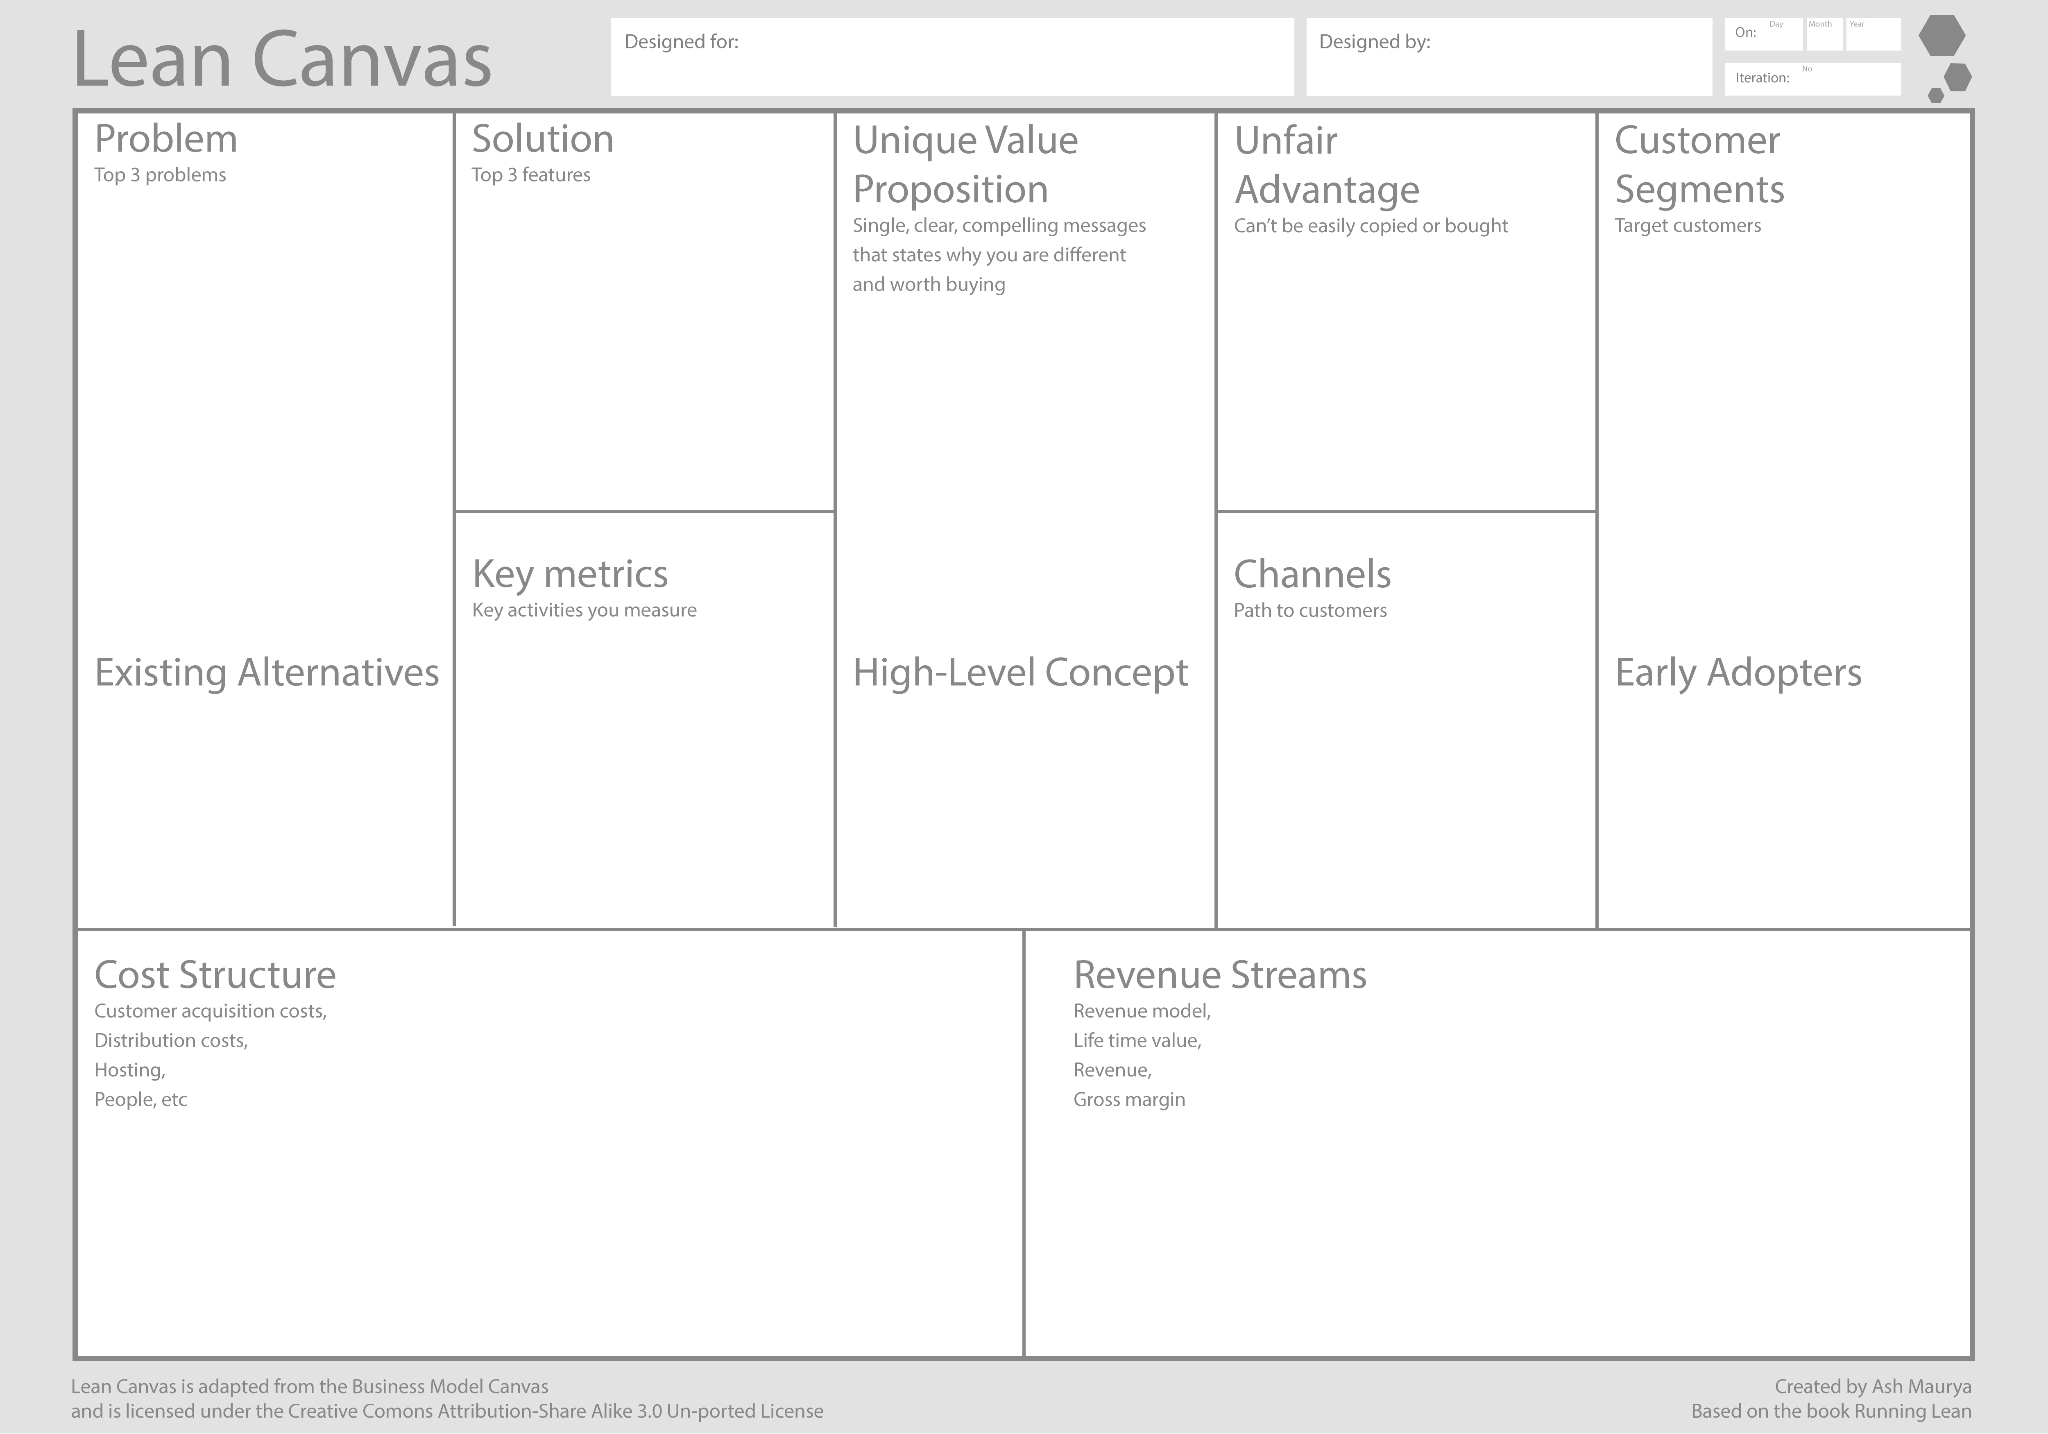 Lean Canvas
Designed for:
Designed by:
On:
Day
Month
Year
Iteration:
No.
Problem
Top 3 problems
Existing Alternatives
Solution
Top 3 features
Key metrics
Key activities you measure
Unique Value
Proposition
Single, clear, compelling messages
that states why you are different
and worth buying
High-Level Concept
Unfair
Advantage
Can't be easily copied or bought
Channels
Path to customers
Customer
Segments
Target customers
Early Adopters
Cost Structure
Customer acquisition costs,
Distribution costs,
Hosting,
People, etc
Revenue Streams
Revenue model,
Life time value,
Revenue,
Gross margin
Lean Canvas is adapted from the Business Model Canvas
and is licensed under the Creative Comons Attribution-Share Alike 3.0 Un-ported License
Created by Ash Maurya
Based on the book Running Lean